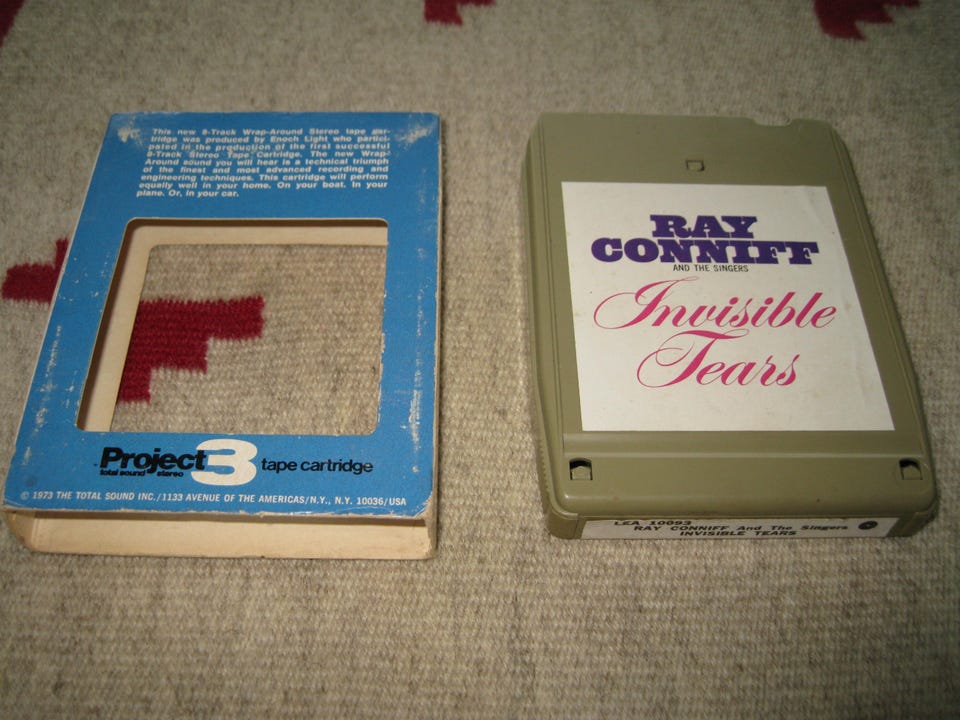 This new 8-Track Wrap-Around Stereo tape car-
tridge was produced by Enoch Light who partici-
pated in the production of the first successful
8-Track Stereo Tape Cartridge. The new Wrap-
Around sound you will hear is a technical triumph
of the finest and most advanced recording and
engineering techniques. This cartridge will perform
equally well in your home. On your boat. In your
plane. Or, in your car.
Project 3 tape cartridge
total sound stereo
© 1973 THE TOTAL SOUND INC./1133 AVENUE OF THE AMERICAS/N.Y., N.Y. 10036/USA
RAY
CONNIFF
AND THE SINGERS
Invisible
Tears
LEA 10093
RAY CONNIFF And The Singers
INVISIBLE TEARS